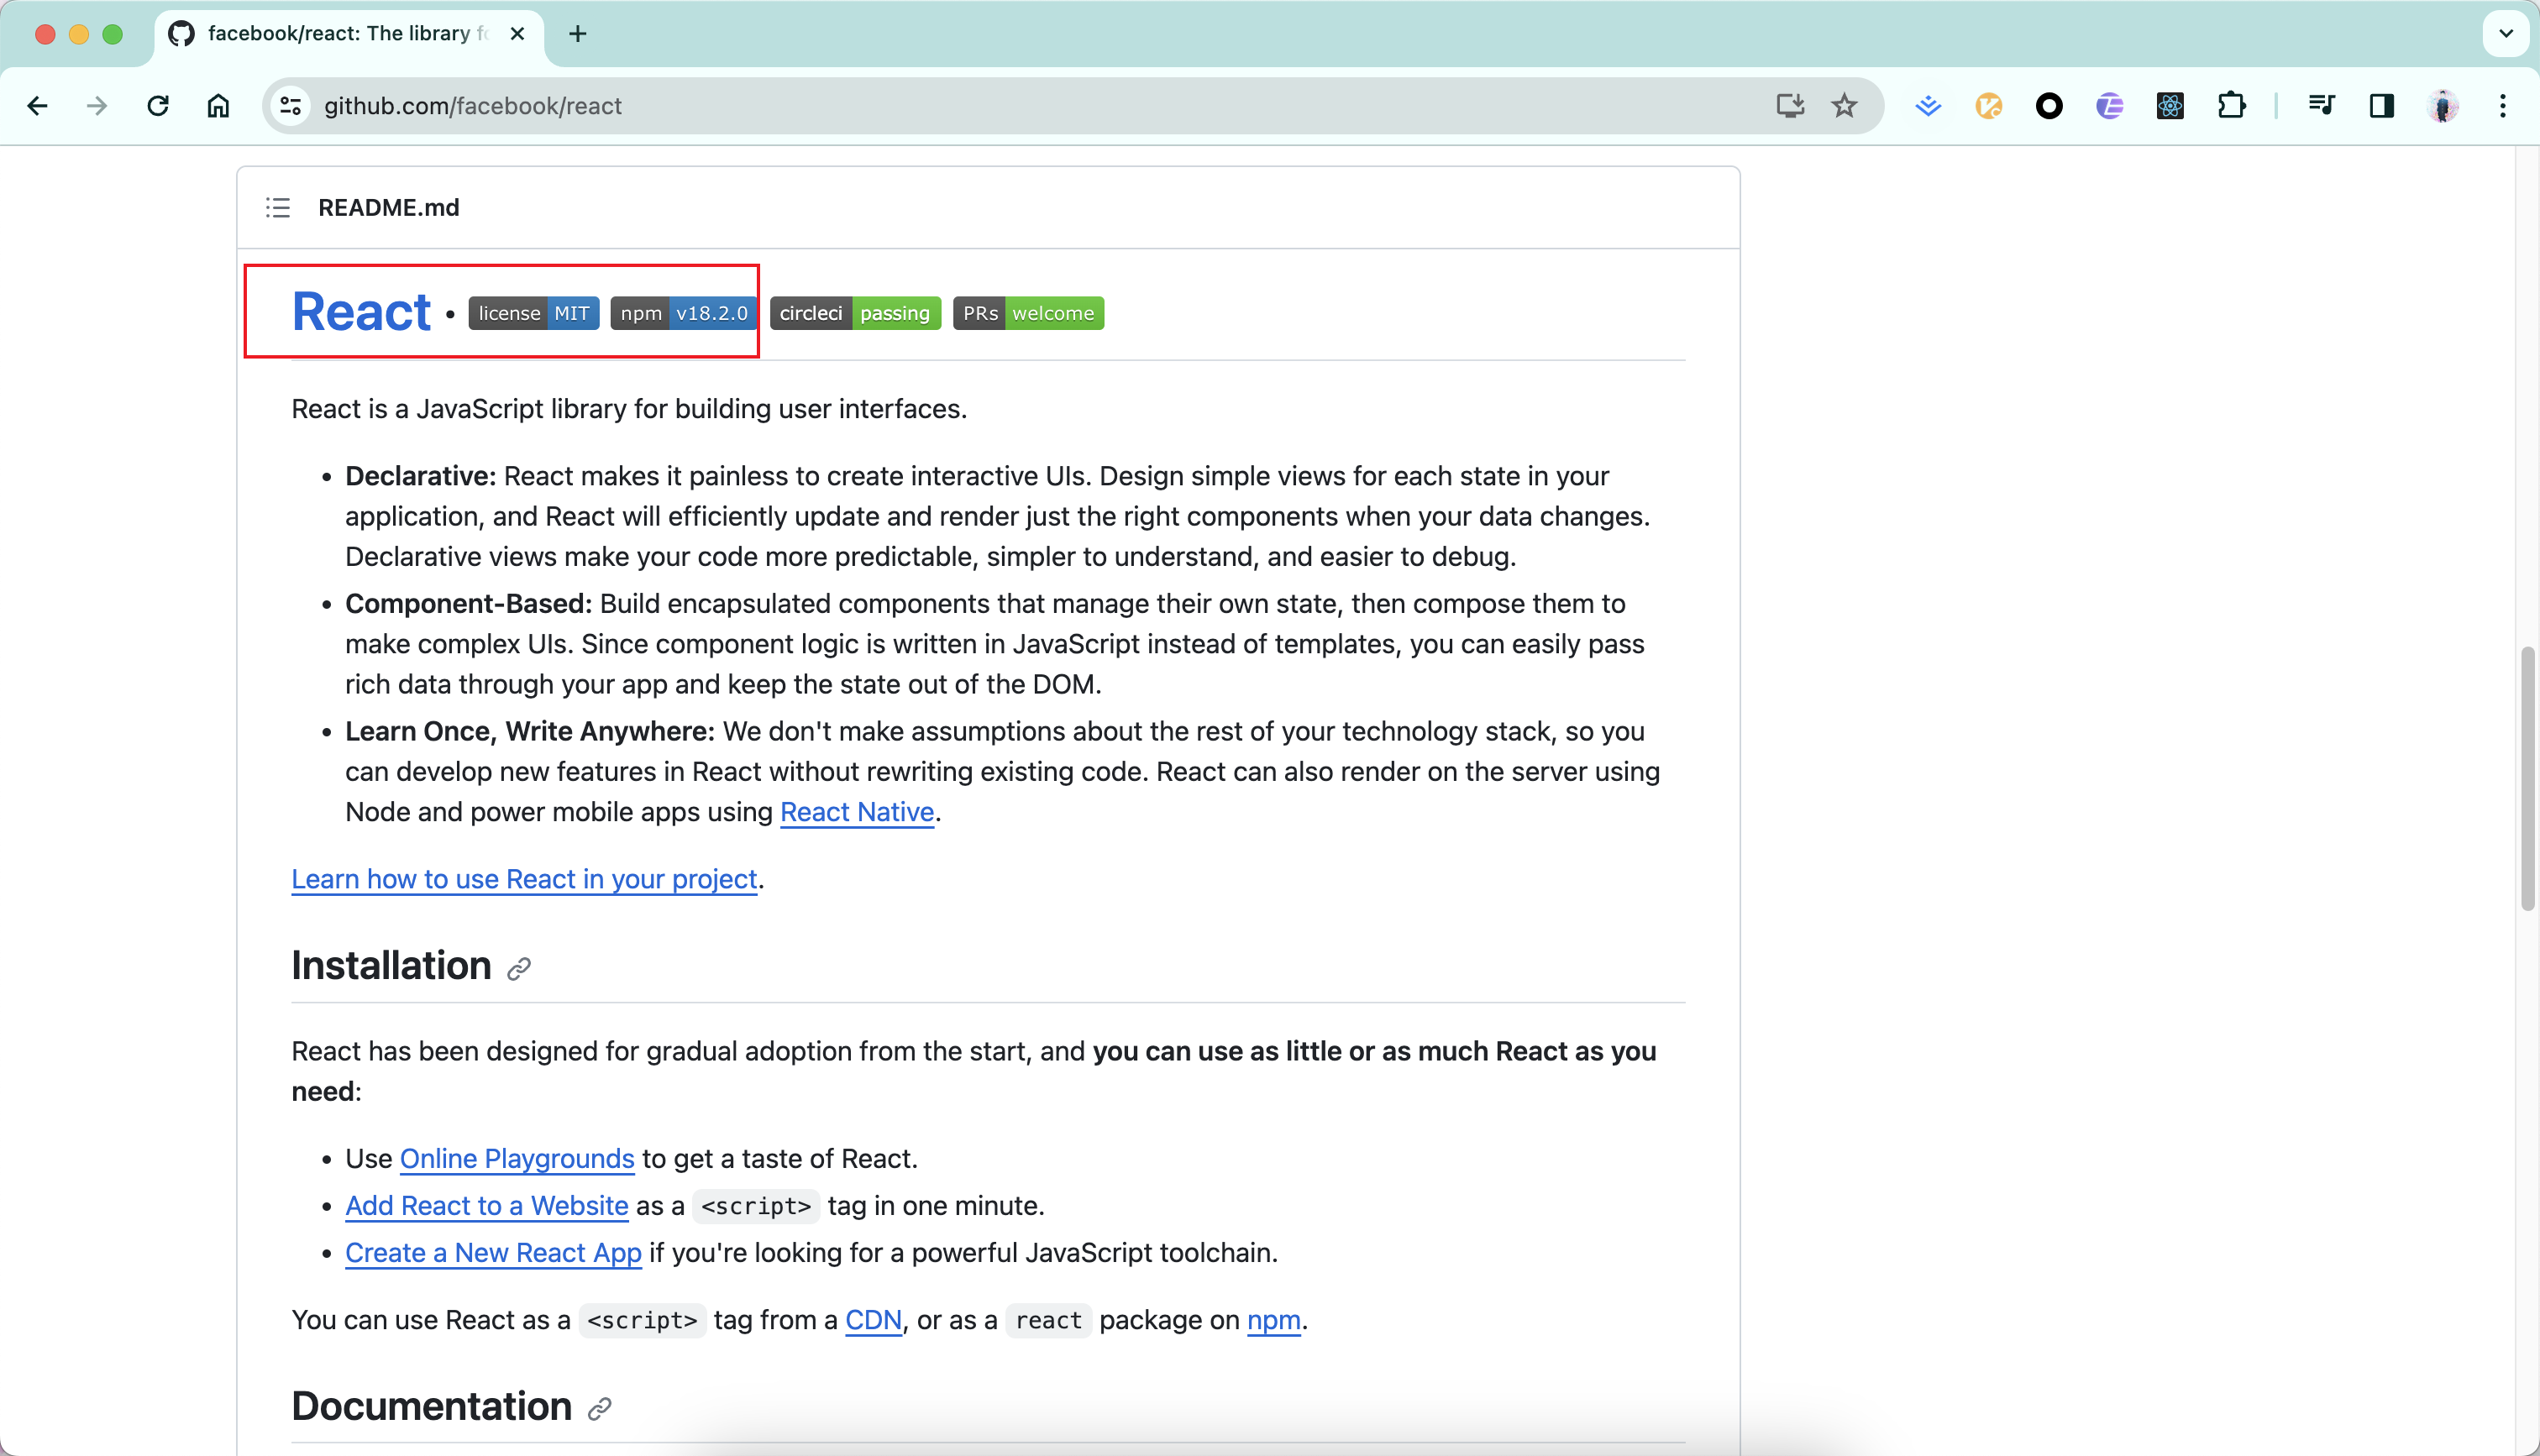 facebook/react: The library fo
github.com/facebook/react
README.md
React • license MIT npm v18.2.0 circleci passing PRs welcome
React is a JavaScript library for building user interfaces.
• Declarative: React makes it painless to create interactive UIs. Design simple views for each state in your
application, and React will efficiently update and render just the right components when your data changes.
Declarative views make your code more predictable, simpler to understand, and easier to debug.
• Component-Based: Build encapsulated components that manage their own state, then compose them to
make complex UIs. Since component logic is written in JavaScript instead of templates, you can easily pass
rich data through your app and keep the state out of the DOM.
• Learn Once, Write Anywhere: We don't make assumptions about the rest of your technology stack, so you
can develop new features in React without rewriting existing code. React can also render on the server using
Node and power mobile apps using React Native.
Learn how to use React in your project.
Installation
React has been designed for gradual adoption from the start, and you can use as little or as much React as you
need:
• Use Online Playgrounds to get a taste of React.
• Add React to a Website as a <script> tag in one minute.
• Create a New React App if you're looking for a powerful JavaScript toolchain.
You can use React as a <script> tag from a CDN, or as a react package on npm.
Documentation